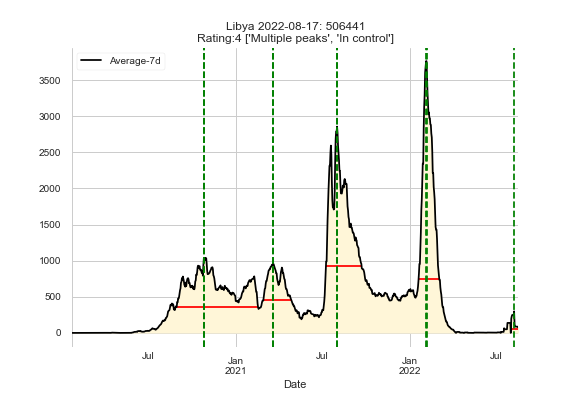 Libya 2022-08-17: 506441
Rating:4 ['Multiple peaks', 'In control']
Average-7d
3500
3000
2500
2000
1500
1000
500
0
Jul
Jan
2021
Jul
Jan
2022
Jul
Date